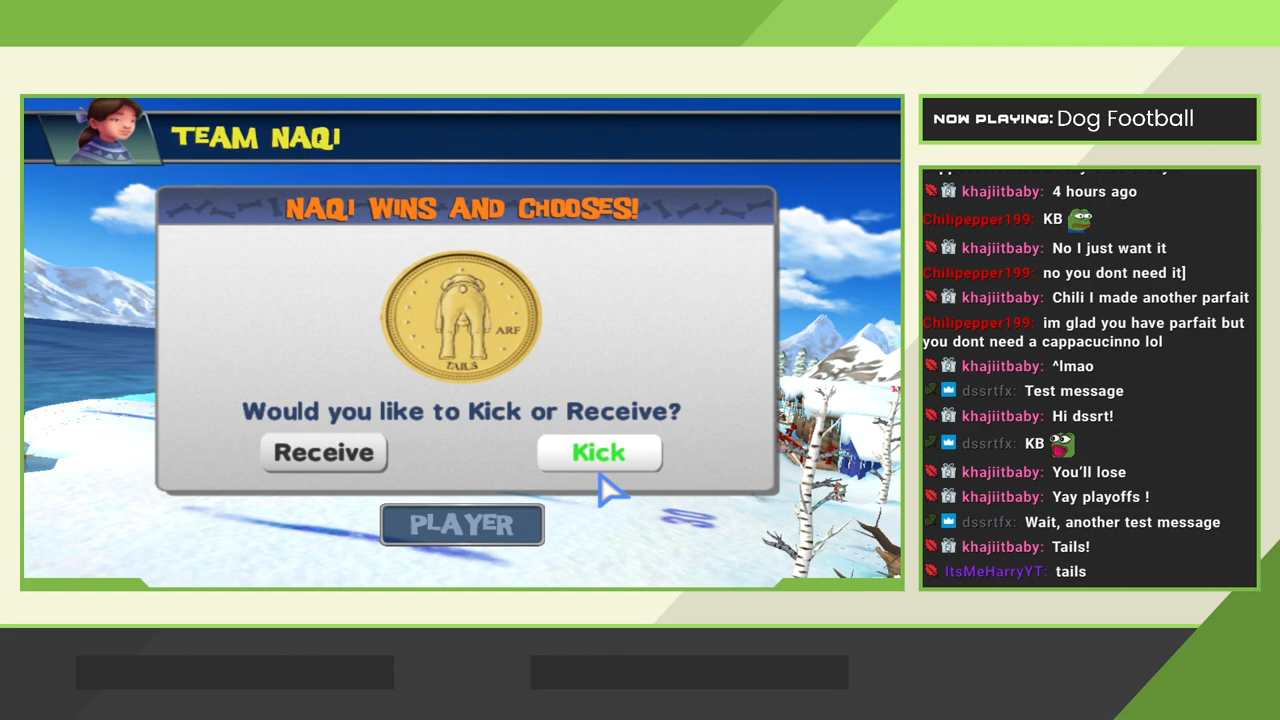 TEAM NAQI
NAQI WINS AND CHOOSES!
ARF
TAILS
Would you like to Kick or Receive?
Receive
Kick
PLAYER
30
NOW PLAYING: Dog Football
khajiitbaby: 4 hours ago
Chilipepper199: KB
khajiitbaby: No I just want it
Chilipepper199: no you dont need it]
khajiitbaby: Chili I made another parfait
Chilipepper199: im glad you have parfait but
you dont need a cappacucinno lol
khajiitbaby: ^lmao
dssrtfx: Test message
khajiitbaby: Hi dssrt!
dssrtfx: KB
khajiitbaby: You'll lose
khajiitbaby: Yay playoffs !
dssrtfx: Wait, another test message
khajiitbaby: Tails!
ItsMeHarryYT: tails